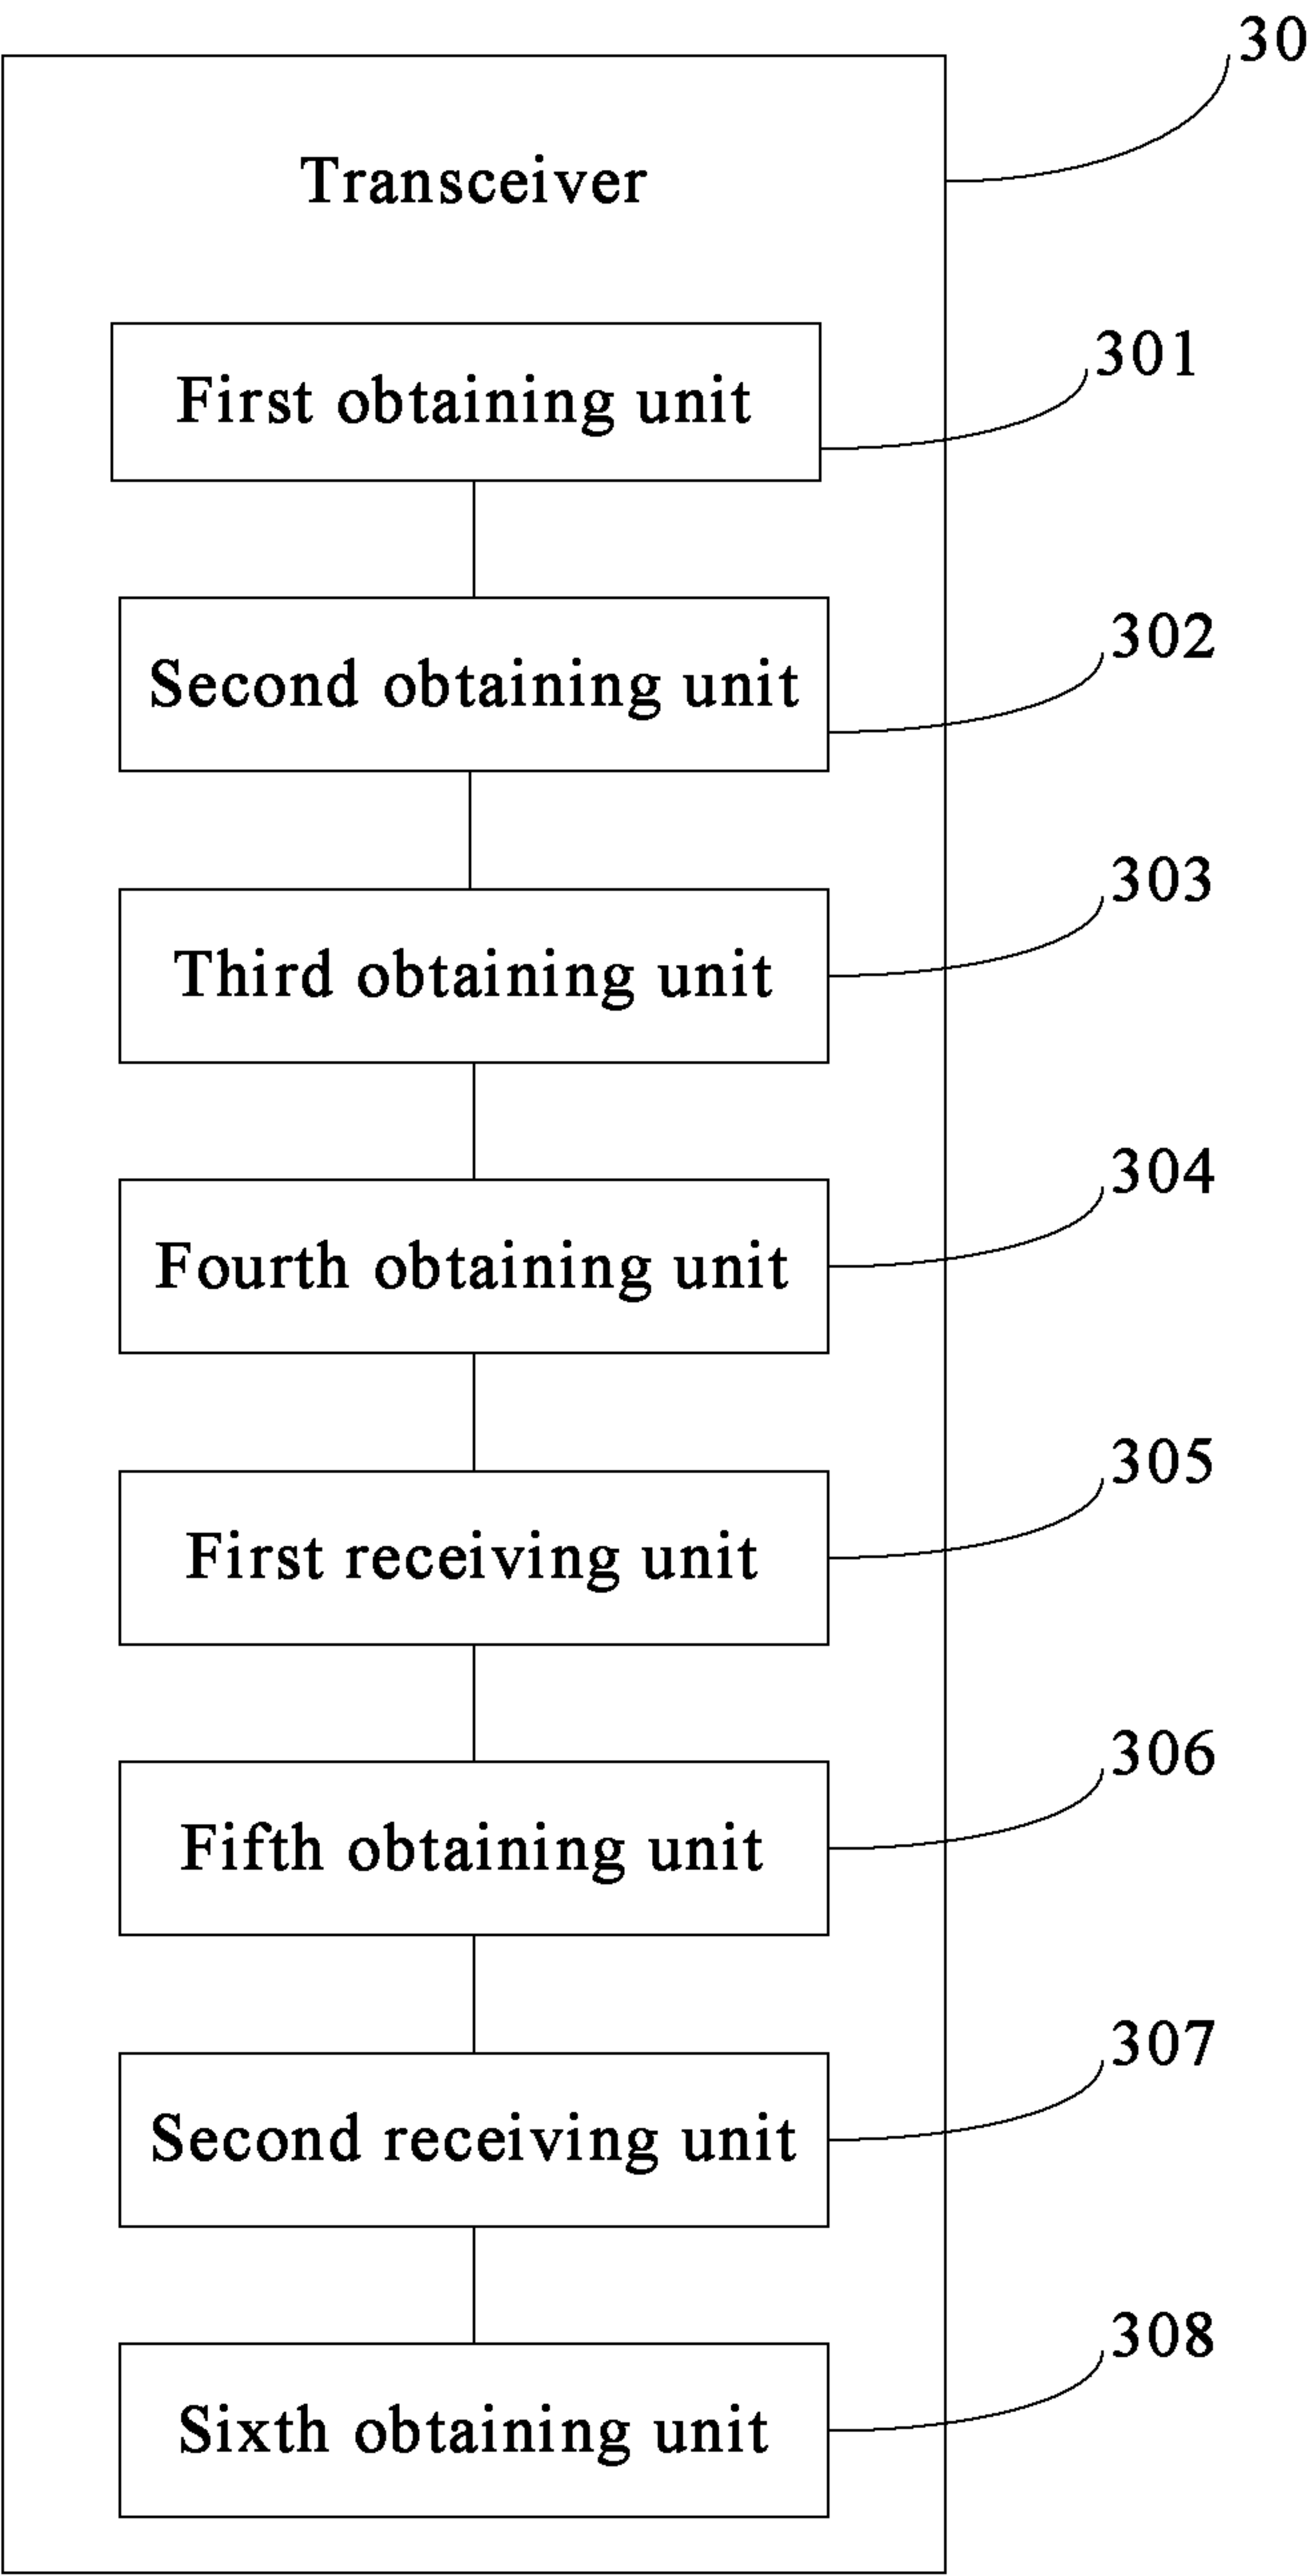 30
Transceiver
301
First obtaining unit
302
Second obtaining unit
303
Third obtaining unit
304
Fourth obtaining unit
305
First receiving unit
306
Fifth obtaining unit
307
Second receiving unit
308
Sixth obtaining unit